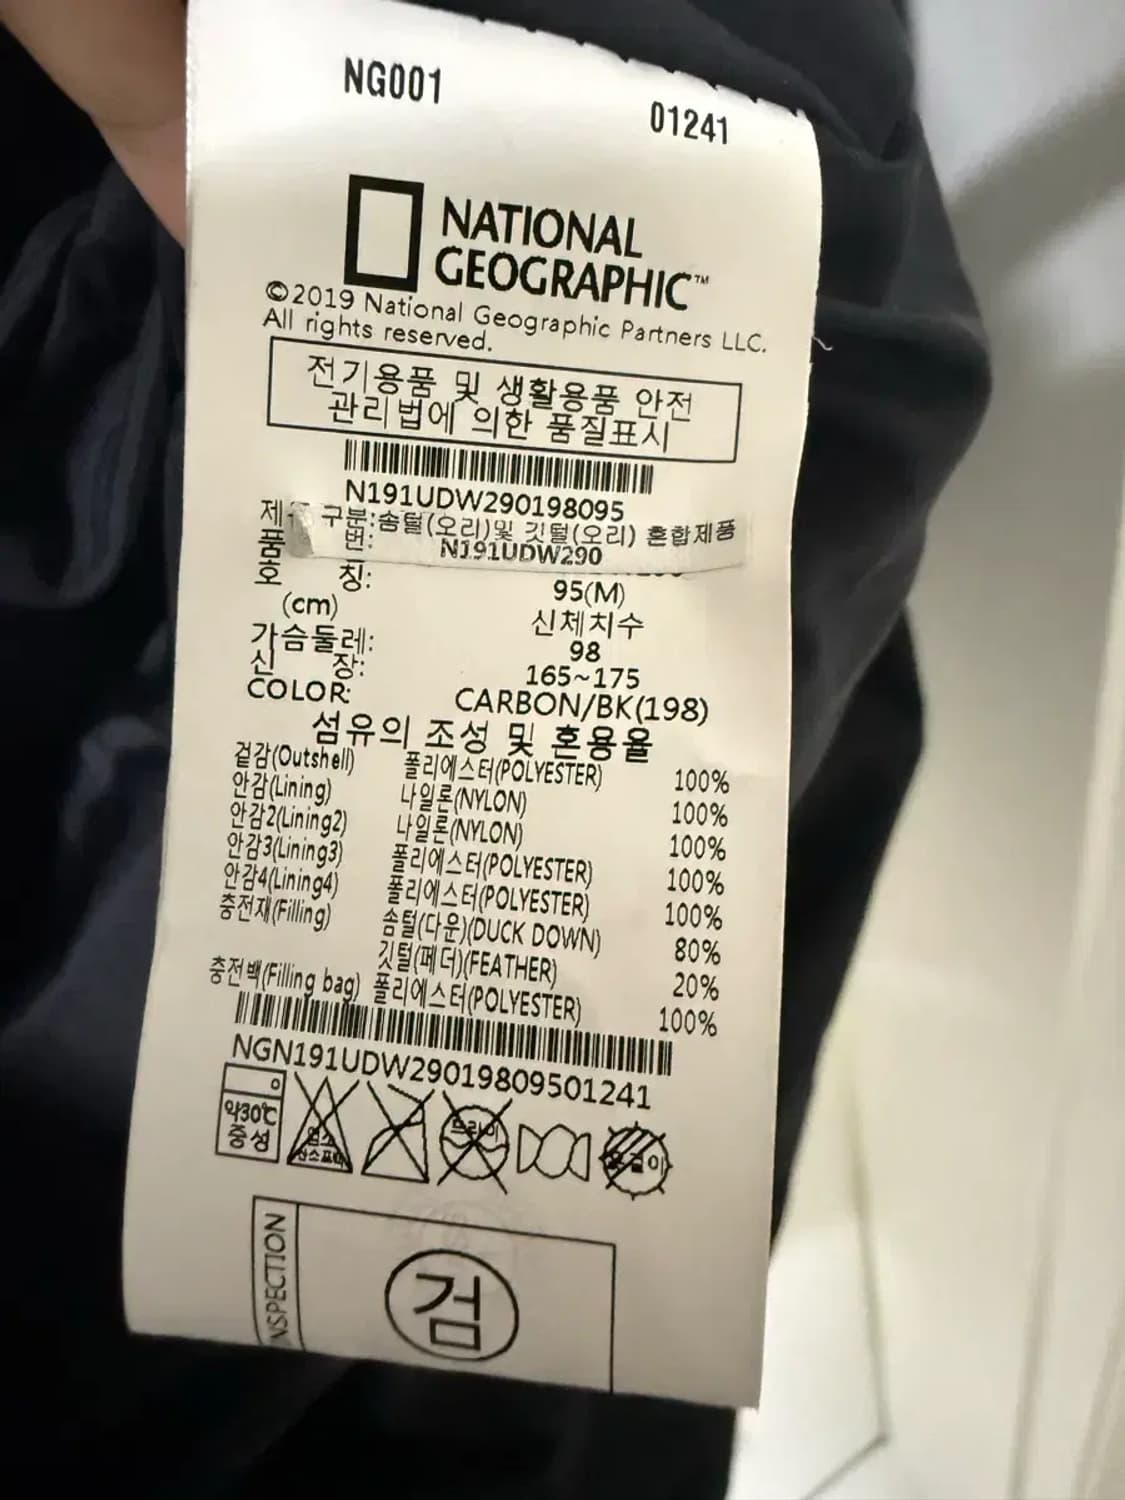 NG001
01241
NATIONAL
GEOGRAPHIC™
©2019 National Geographic Partners LLC.
All rights reserved.
전기용품 및 생활용품 안전
관리법에 의한 품질표시
N191UDW290198095
구분:솜털(오리)및 깃털(오리) 혼합제품
품 번: N191UDW290
호 칭: 95(M)
(cm) 신체치수
가슴둘레: 98
신 장: 165~175
COLOR: CARBON/BK(198)
섬유의 조성 및 혼용율
겉감(Outshell) 폴리에스터(POLYESTER) 100%
안감(Lining) 나일론(NYLON) 100%
안감2(Lining2) 나일론(NYLON) 100%
안감3(Lining3) 폴리에스터(POLYESTER) 100%
안감4(Lining4) 폴리에스터(POLYESTER) 100%
충전재(Filling) 솜털(다운)(DUCK DOWN) 80%
깃털(페더)(FEATHER) 20%
충전백(Filling bag) 폴리에스터(POLYESTER) 100%
NGN191UDW29019809501241
약30℃
중성
드라이
INSPECTION
검